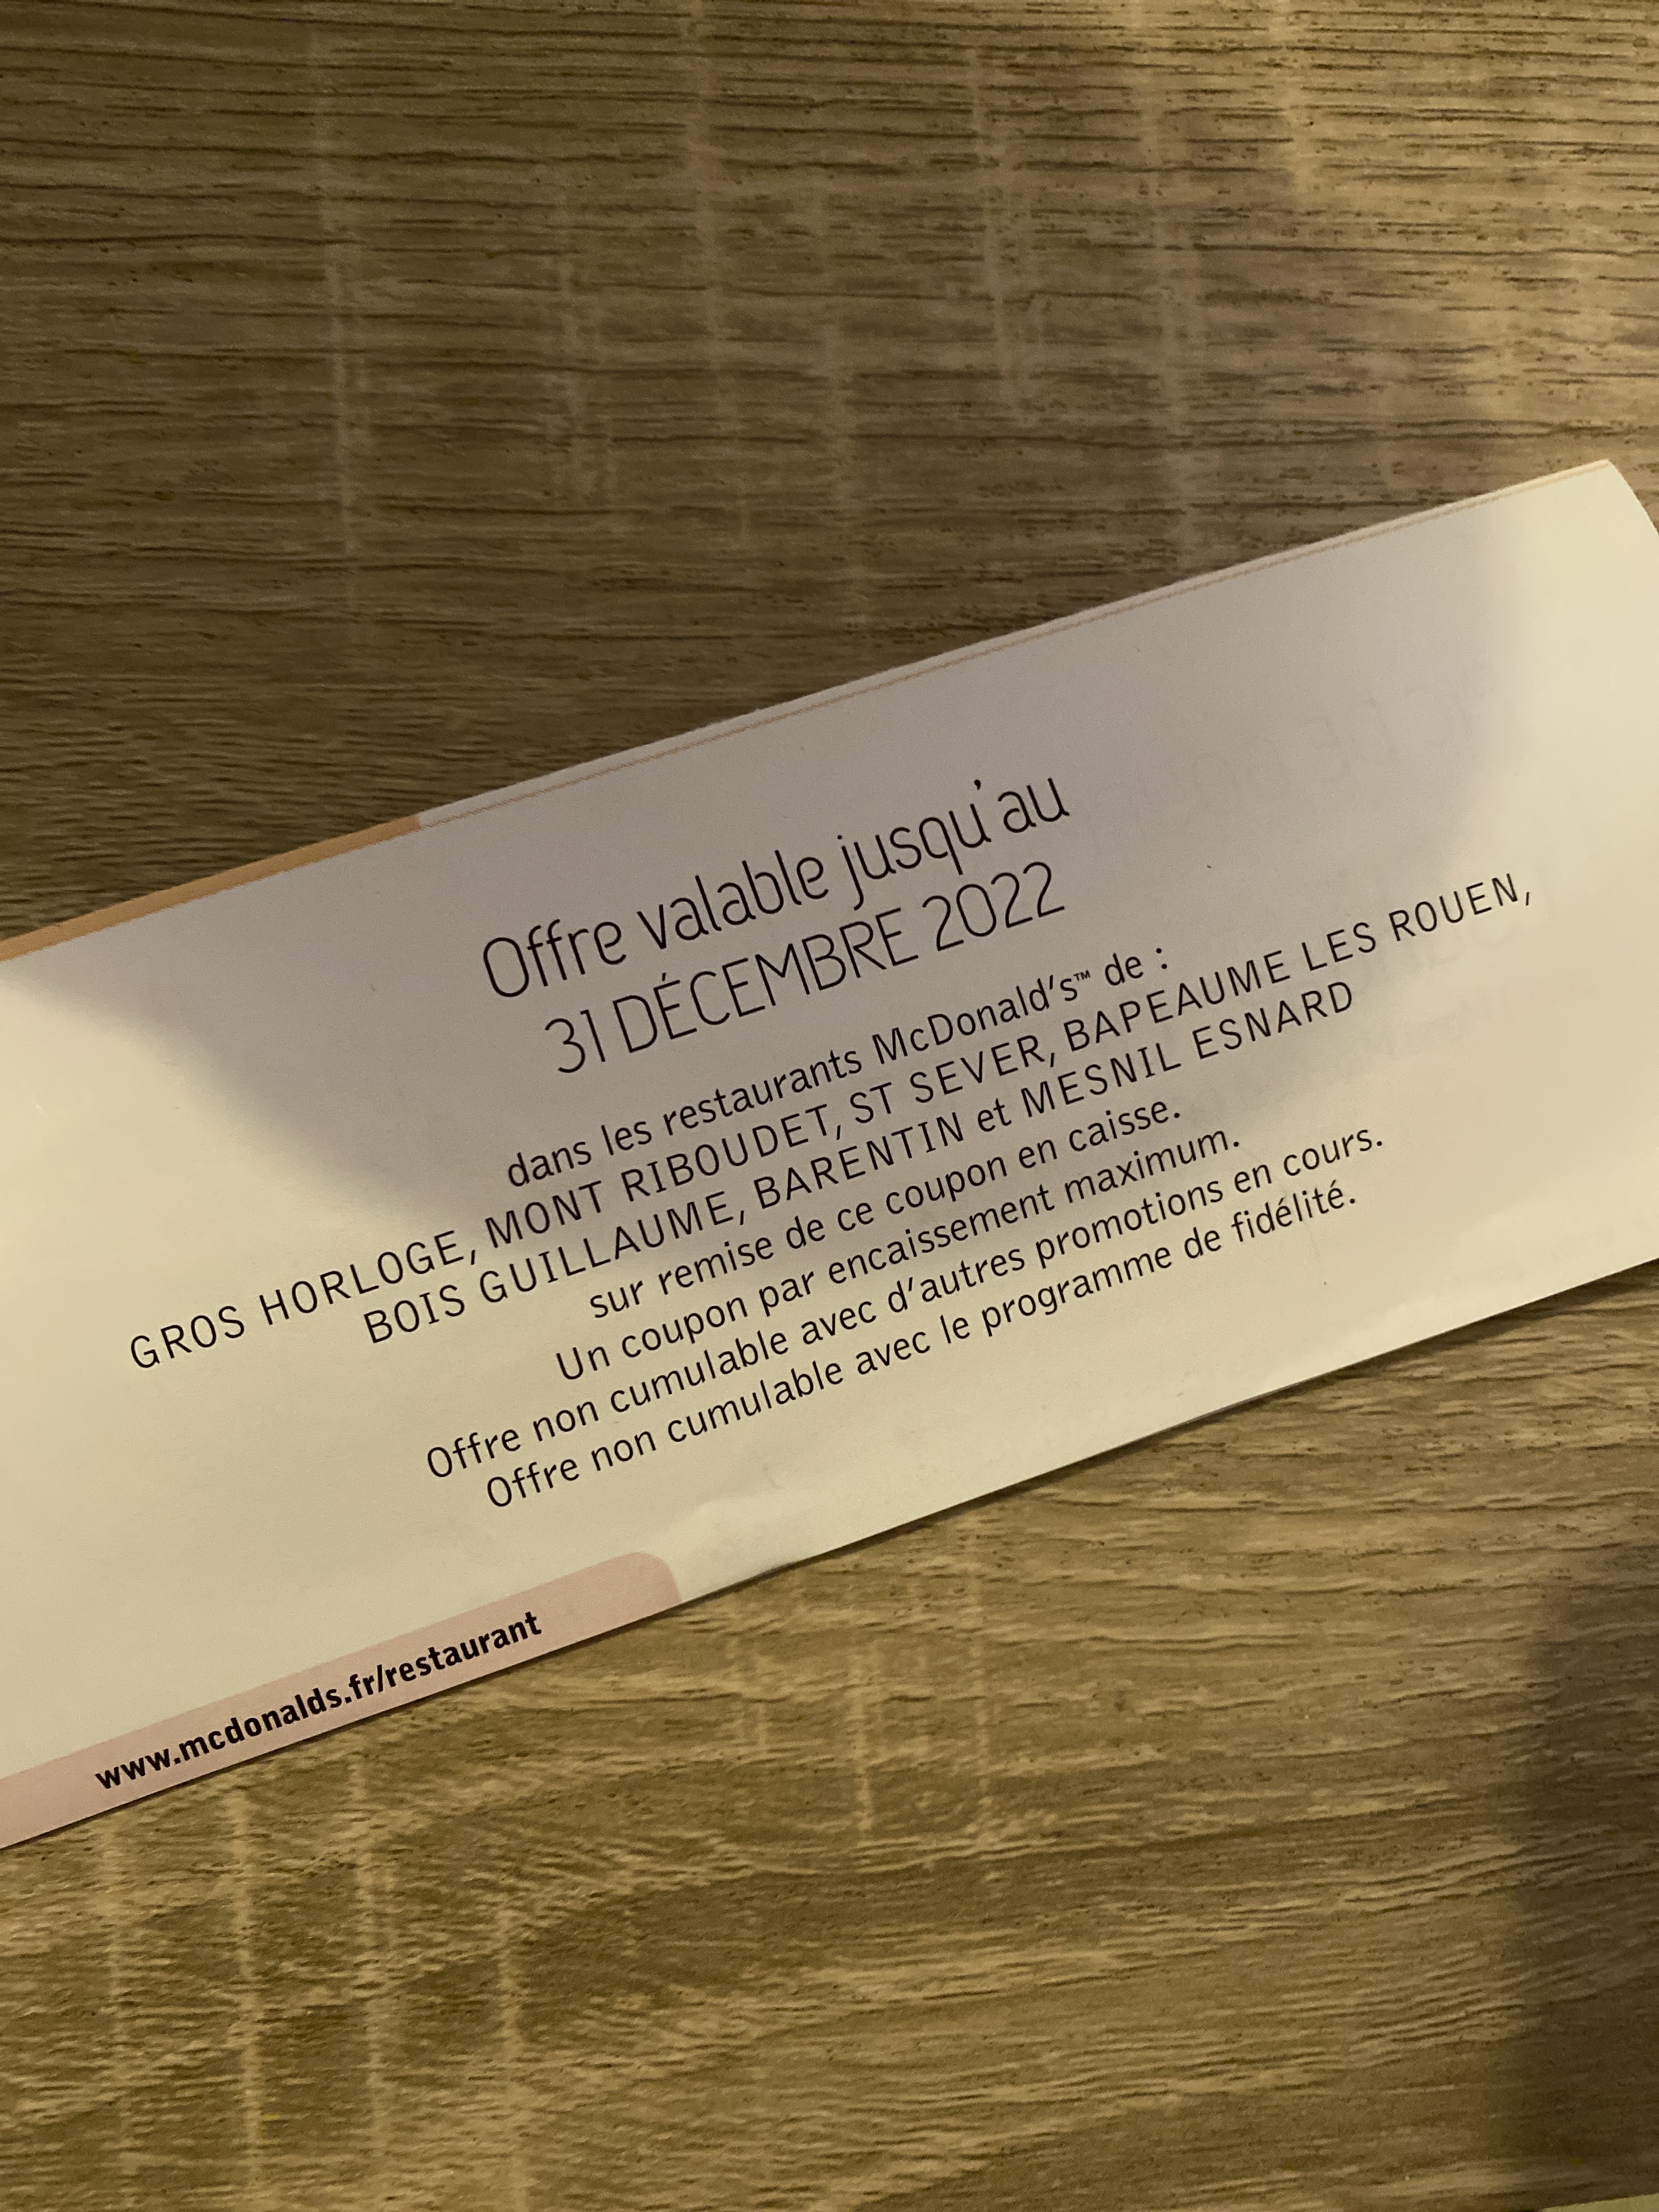 Offre valable jusqu'au
31 DÉCEMBRE 2022
dans les restaurants McDonald's™ de :
GROS HORLOGE, MONT RIBOUDET, ST SEVER, BAPEAUME LES ROUEN,
BOIS GUILLAUME, BARENTIN et MESNIL ESNARD
sur remise de ce coupon en caisse.
Un coupon par encaissement maximum.
Offre non cumulable avec d'autres promotions en cours.
Offre non cumulable avec le programme de fidélité.
www.mcdonalds.fr/restaurant